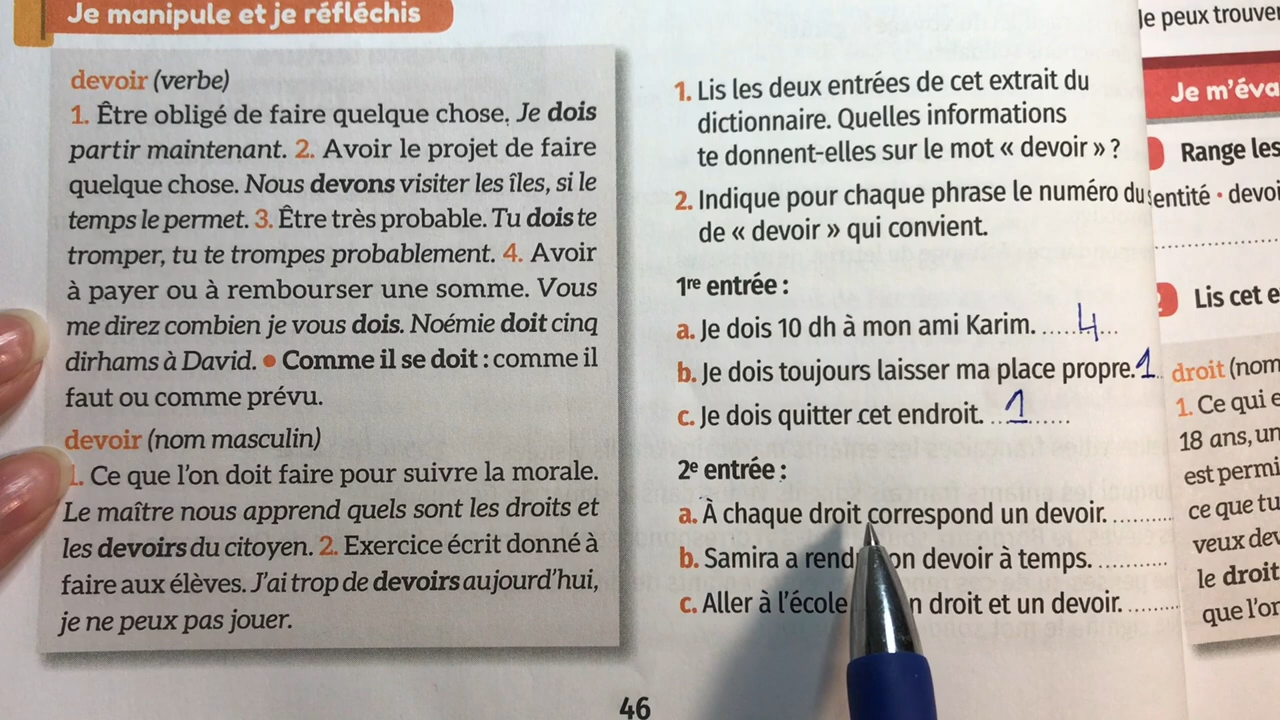 Je manipule et je réfléchis
devoir (verbe)
1. Être obligé de faire quelque chose. Je dois
partir maintenant. 2. Avoir le projet de faire
quelque chose. Nous devons visiter les îles, si le
temps le permet. 3. Être très probable. Tu dois te
tromper, tu te trompes probablement. 4. Avoir
à payer ou à rembourser une somme. Vous
me direz combien je vous dois. Noémie doit cinq
dirhams à David. • Comme il se doit : comme il
faut ou comme prévu.
devoir (nom masculin)
1. Ce que l'on doit faire pour suivre la morale.
Le maître nous apprend quels sont les droits et
les devoirs du citoyen. 2. Exercice écrit donné à
faire aux élèves. J'ai trop de devoirs aujourd'hui,
je ne peux pas jouer.
1. Lis les deux entrées de cet extrait du
dictionnaire. Quelles informations
te donnent-elles sur le mot « devoir » ?
2. Indique pour chaque phrase le numéro du
de « devoir » qui convient.
1re entrée :
a. Je dois 10 dh à mon ami Karim. ..... 4 ...
b. Je dois toujours laisser ma place propre. 1
c. Je dois quitter cet endroit. ... 1 ......
2e entrée :
a. À chaque droit correspond un devoir. ..........
b. Samira a rend on devoir à temps. ..........
c. Aller à l'école n droit et un devoir. ........
46
Je peux trouver
Je m'éva
Range les
entité • devoi
Lis cet e
droit (nom
1. Ce qui e
18 ans, un
est permi
ce que tu
veux dev
le droit
que l'on